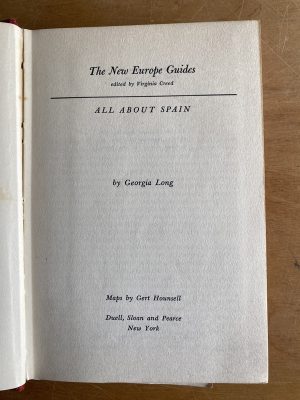 The New Europe Guides
edited by Virginia Creed
ALL ABOUT SPAIN
by Georgia Long
Maps by Gert Hounsell
Duell, Sloan and Pearce
New York